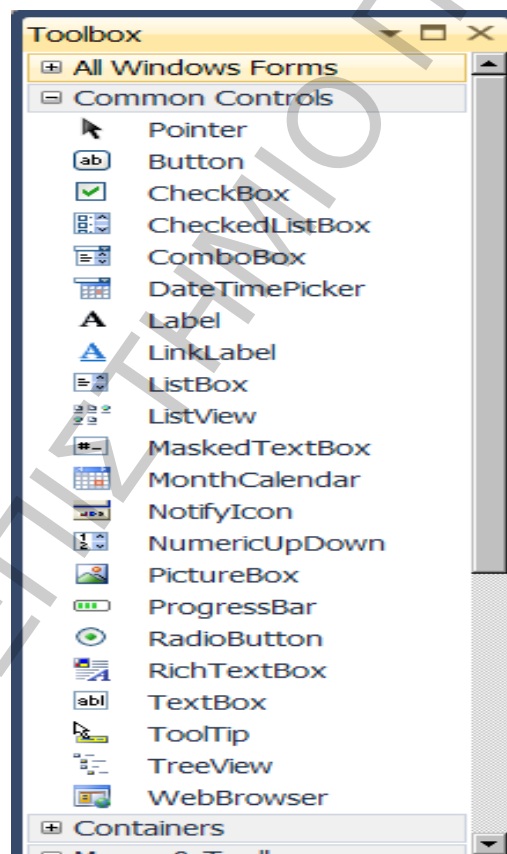 Toolbox
All Windows Forms
Common Controls
Pointer
Button
CheckBox
CheckedListBox
ComboBox
DateTimePicker
Label
LinkLabel
ListBox
ListView
MaskedTextBox
MonthCalendar
NotifyIcon
NumericUpDown
PictureBox
ProgressBar
RadioButton
RichTextBox
TextBox
ToolTip
TreeView
WebBrowser
Containers